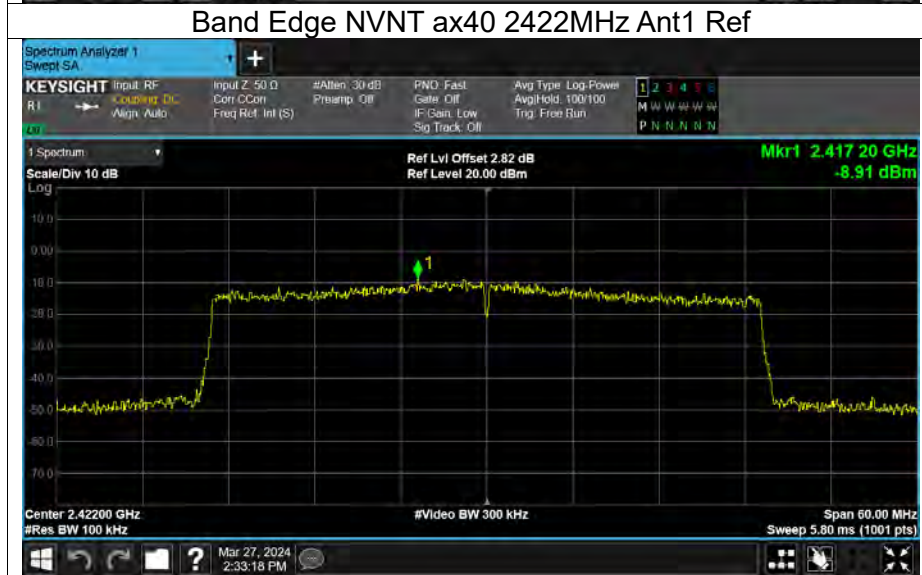 Band Edge NVNT ax40 2422MHz Ant1 Ref
Spectrum Analyzer 1
Swept SA
+
KEYSIGHT Input: RF Input Z: 50 Ω #Atten: 30 dB PNO: Fast Avg Type: Log-Power 1 2 3 4 5 6
Coupling: DC Corr CCorr Preamp: Off Gate: Off Avg|Hold: 100/100 M W W W W W
Align: Auto Freq Ref: Int (S) IF Gain: Low Trig: Free Run
Sig Track: Off P N N N N N
1 Spectrum Ref Lvl Offset 2.82 dB Mkr1 2.417 20 GHz
Scale/Div 10 dB Ref Level 20.00 dBm -8.91 dBm
Log
10.0
0.00
1
-10.0
-20.0
-30.0
-40.0
-50.0
-60.0
-70.0
Center 2.42200 GHz #Video BW 300 kHz Span 60.00 MHz
#Res BW 100 kHz Sweep 5.80 ms (1001 pts)
? Mar 27, 2024
2:33:18 PM